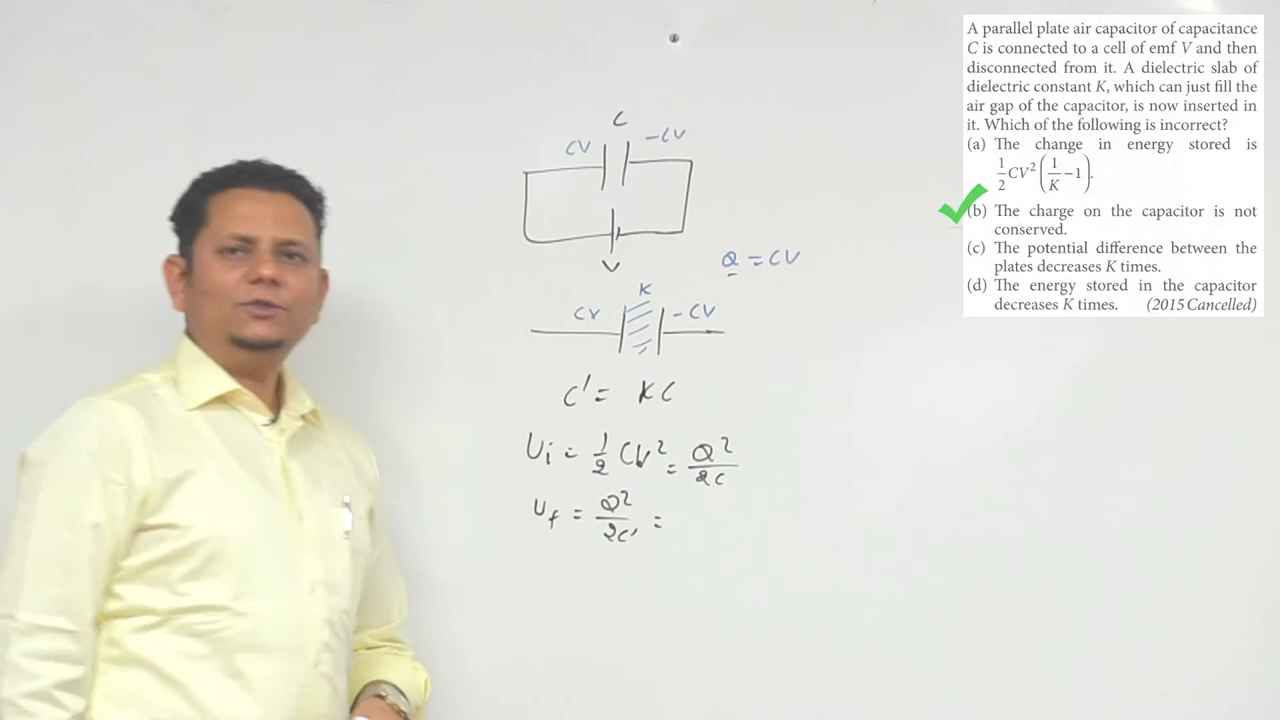 A parallel plate air capacitor of capacitance
C is connected to a cell of emf V and then
disconnected from it. A dielectric slab of
dielectric constant K, which can just fill the
air gap of the capacitor, is now inserted in
it. Which of the following is incorrect?
(a) The change in energy stored is
1/2 CV² (1/K − 1).
(b) The charge on the capacitor is not
conserved.
(c) The potential difference between the
plates decreases K times.
(d) The energy stored in the capacitor
decreases K times. (2015 Cancelled)
C
CV −CV
V
Q = CV
K
CV −CV
C' = KC
Ui = 1/2 CV² = Q²/2C
Uf = Q²/2C' =